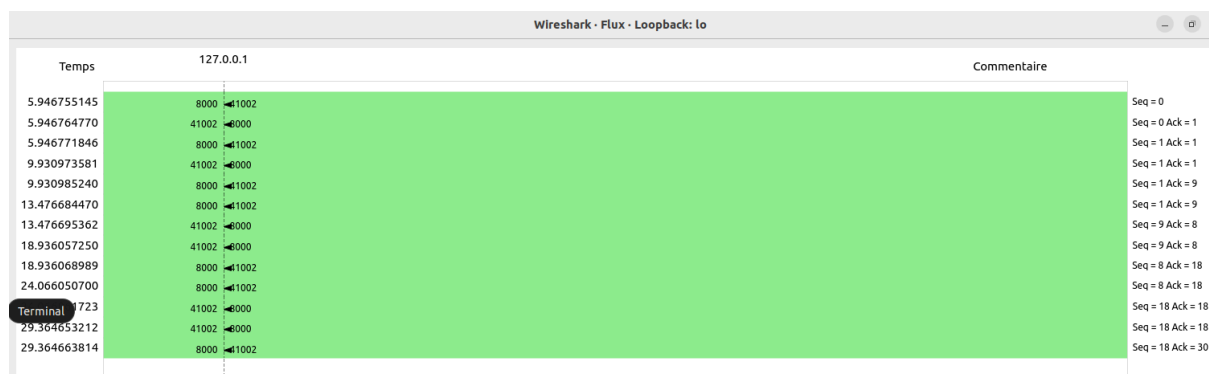 Wireshark · Flux · Loopback: lo
Temps 127.0.0.1 Commentaire
5.946755145 8000 41002 Seq = 0
5.946764770 41002 8000 Seq = 0 Ack = 1
5.946771846 8000 41002 Seq = 1 Ack = 1
9.930973581 41002 8000 Seq = 1 Ack = 1
9.930985240 8000 41002 Seq = 1 Ack = 9
13.476684470 8000 41002 Seq = 1 Ack = 9
13.476695362 41002 8000 Seq = 9 Ack = 8
18.936057250 41002 8000 Seq = 9 Ack = 8
18.936068989 8000 41002 Seq = 8 Ack = 18
24.066050700 8000 41002 Seq = 8 Ack = 18
Terminal 1723 41002 8000 Seq = 18 Ack = 18
29.364653212 41002 8000 Seq = 18 Ack = 18
29.364663814 8000 41002 Seq = 18 Ack = 30